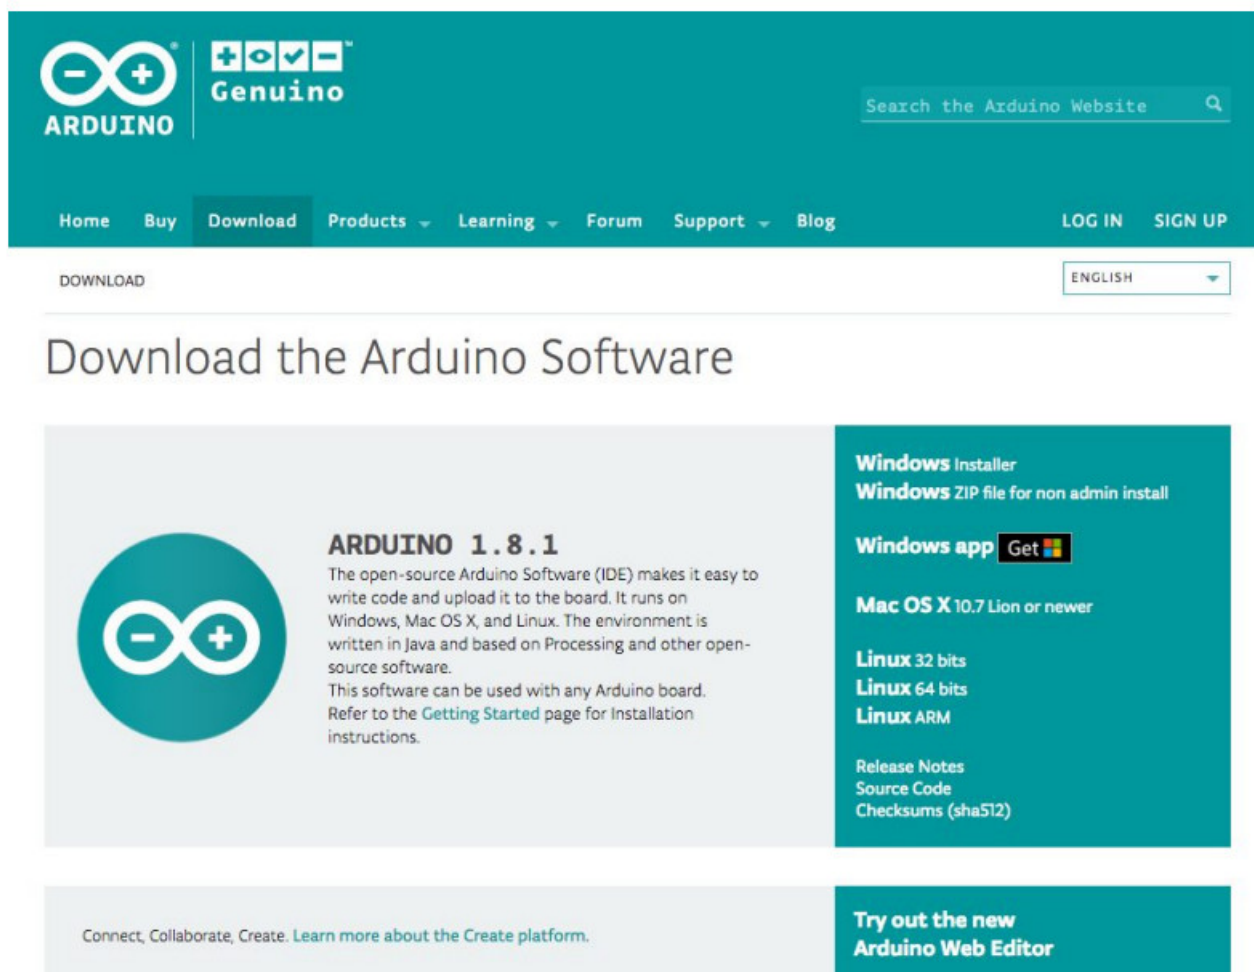 ARDUINO
Genuino
Search the Arduino Website
Home Buy Download Products Learning Forum Support Blog LOG IN SIGN UP
DOWNLOAD
ENGLISH
Download the Arduino Software
ARDUINO 1.8.1
The open-source Arduino Software (IDE) makes it easy to
write code and upload it to the board. It runs on
Windows, Mac OS X, and Linux. The environment is
written in Java and based on Processing and other open-
source software.
This software can be used with any Arduino board.
Refer to the Getting Started page for Installation
instructions.
Windows Installer
Windows ZIP file for non admin install
Windows app Get
Mac OS X 10.7 Lion or newer
Linux 32 bits
Linux 64 bits
Linux ARM
Release Notes
Source Code
Checksums (sha512)
Connect, Collaborate, Create. Learn more about the Create platform.
Try out the new
Arduino Web Editor